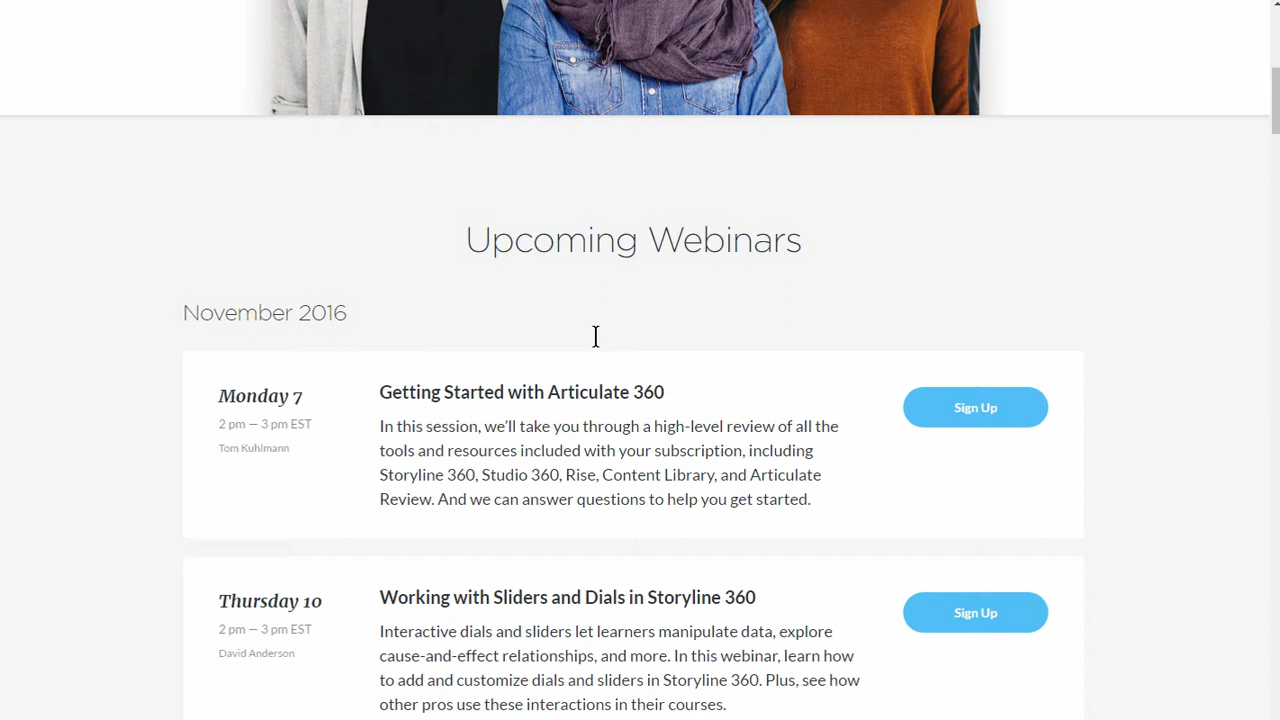 Upcoming Webinars
November 2016
Monday 7
2 pm — 3 pm EST
Tom Kuhlmann
Getting Started with Articulate 360
In this session, we'll take you through a high-level review of all the
tools and resources included with your subscription, including
Storyline 360, Studio 360, Rise, Content Library, and Articulate
Review. And we can answer questions to help you get started.
Sign Up
Thursday 10
2 pm — 3 pm EST
David Anderson
Working with Sliders and Dials in Storyline 360
Interactive dials and sliders let learners manipulate data, explore
cause-and-effect relationships, and more. In this webinar, learn how
to add and customize dials and sliders in Storyline 360. Plus, see how
other pros use these interactions in their courses.
Sign Up